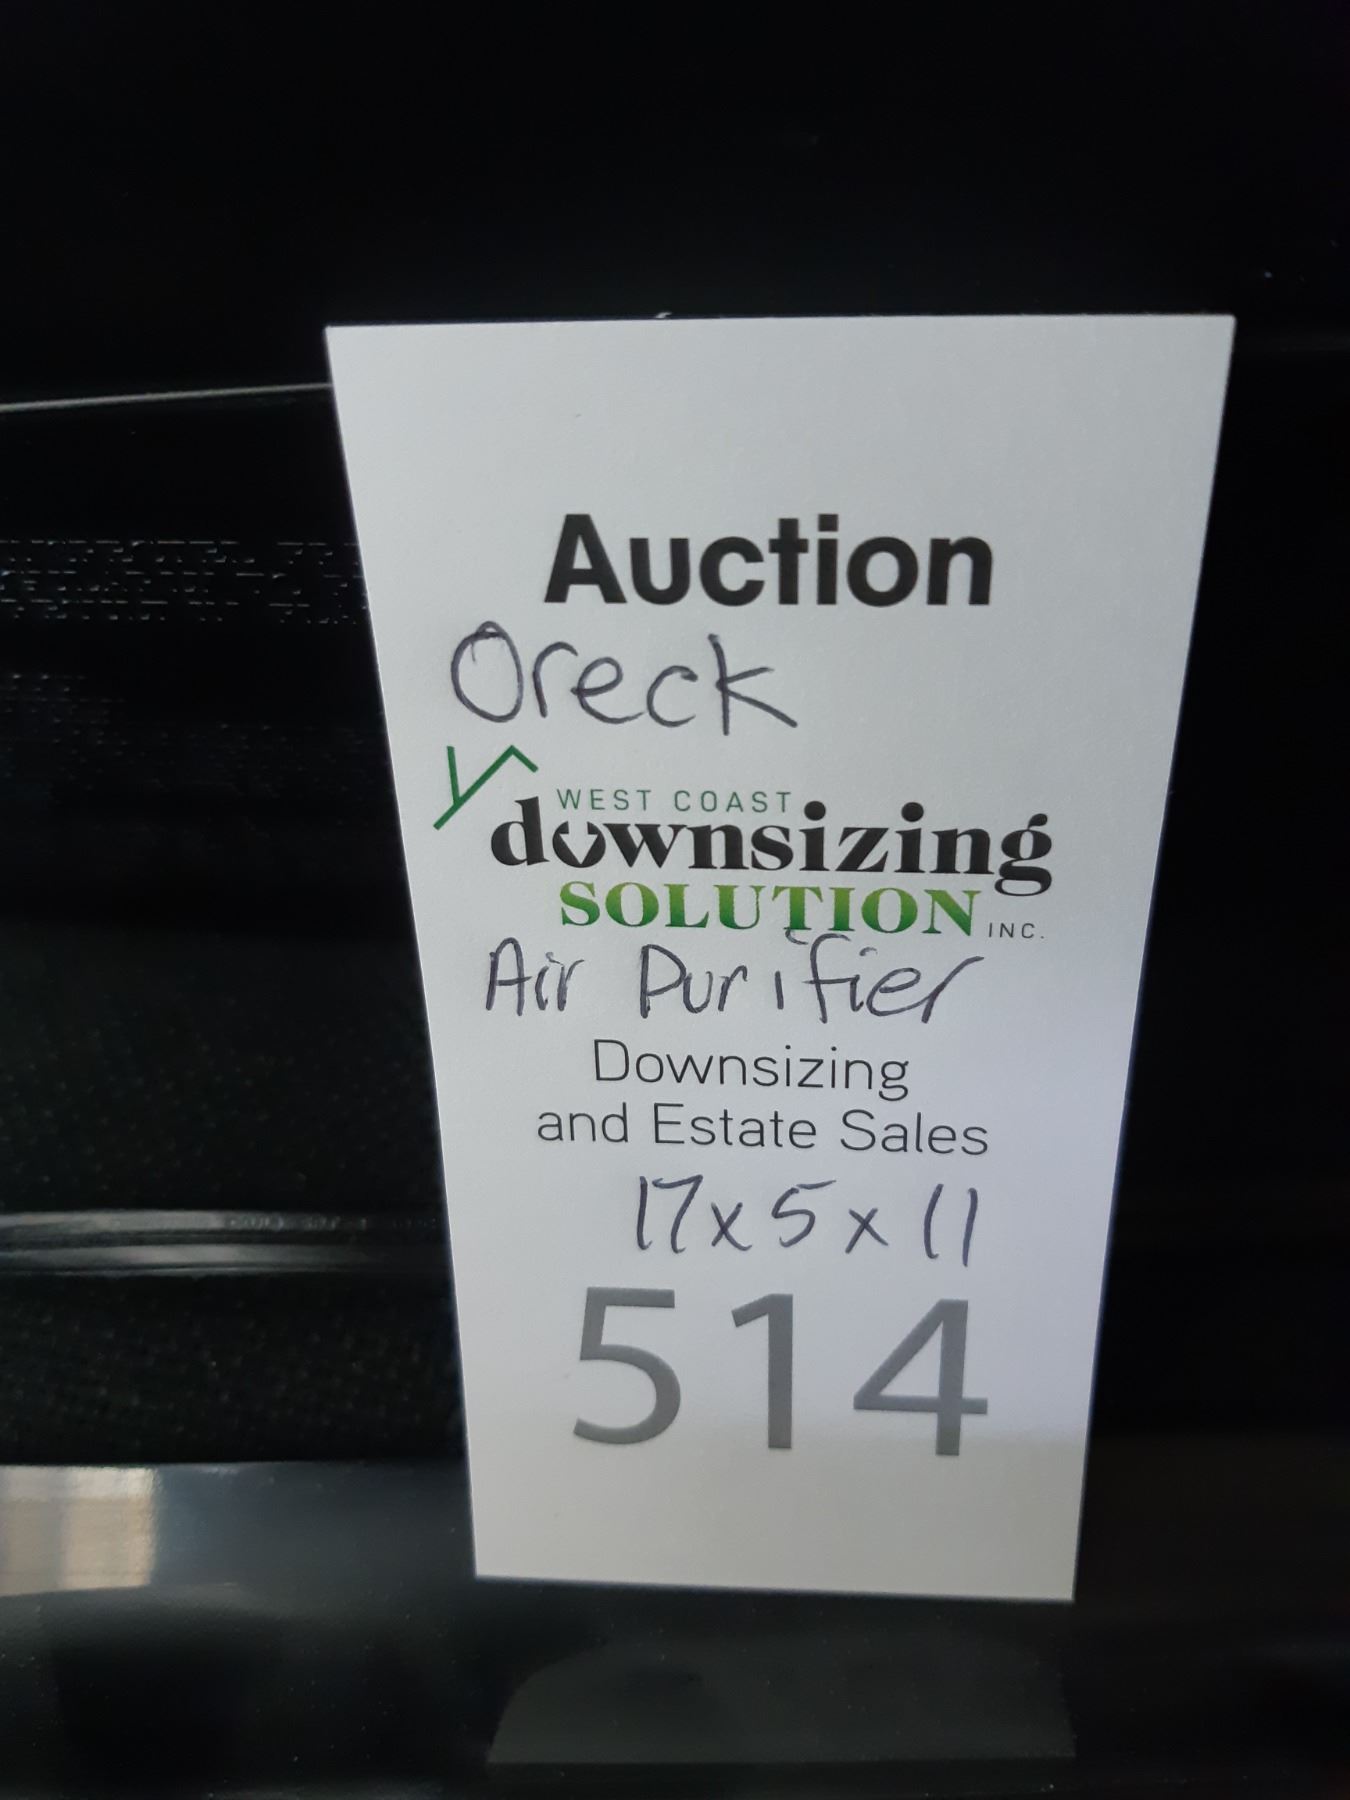 Auction
Oreck
WEST COAST
downsizing
SOLUTION INC.
Air Purifier
Downsizing
and Estate Sales
17x5x11
514